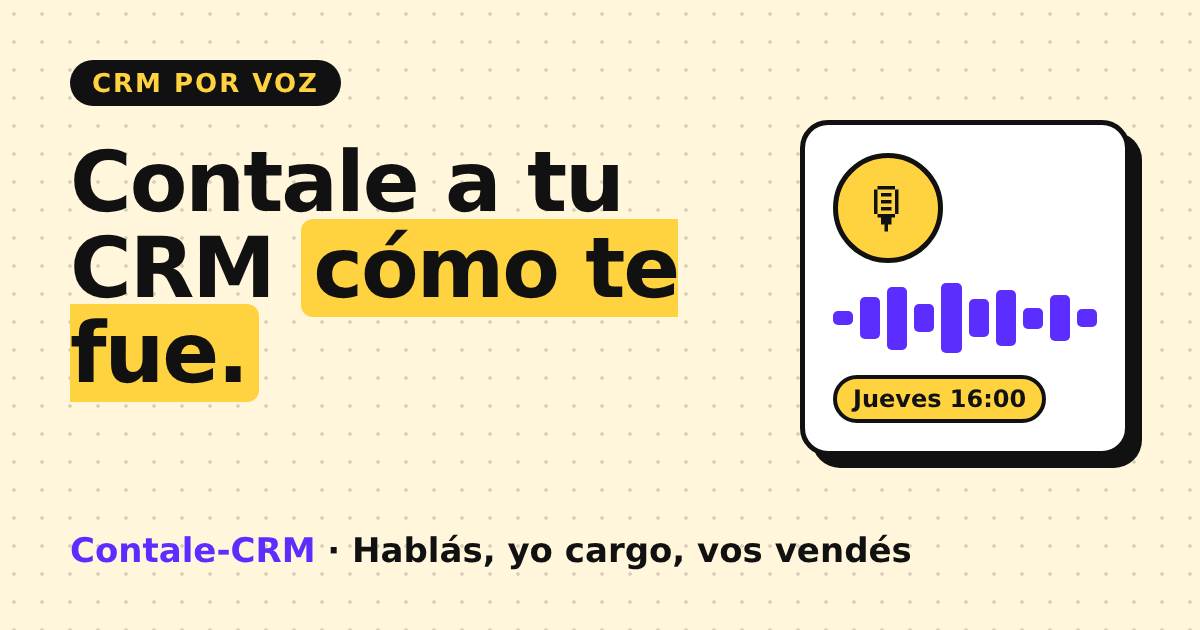 CRM POR VOZ
Contale a tu
CRM cómo te
fue.
Jueves 16:00
Contale-CRM · Hablás, yo cargo, vos vendés